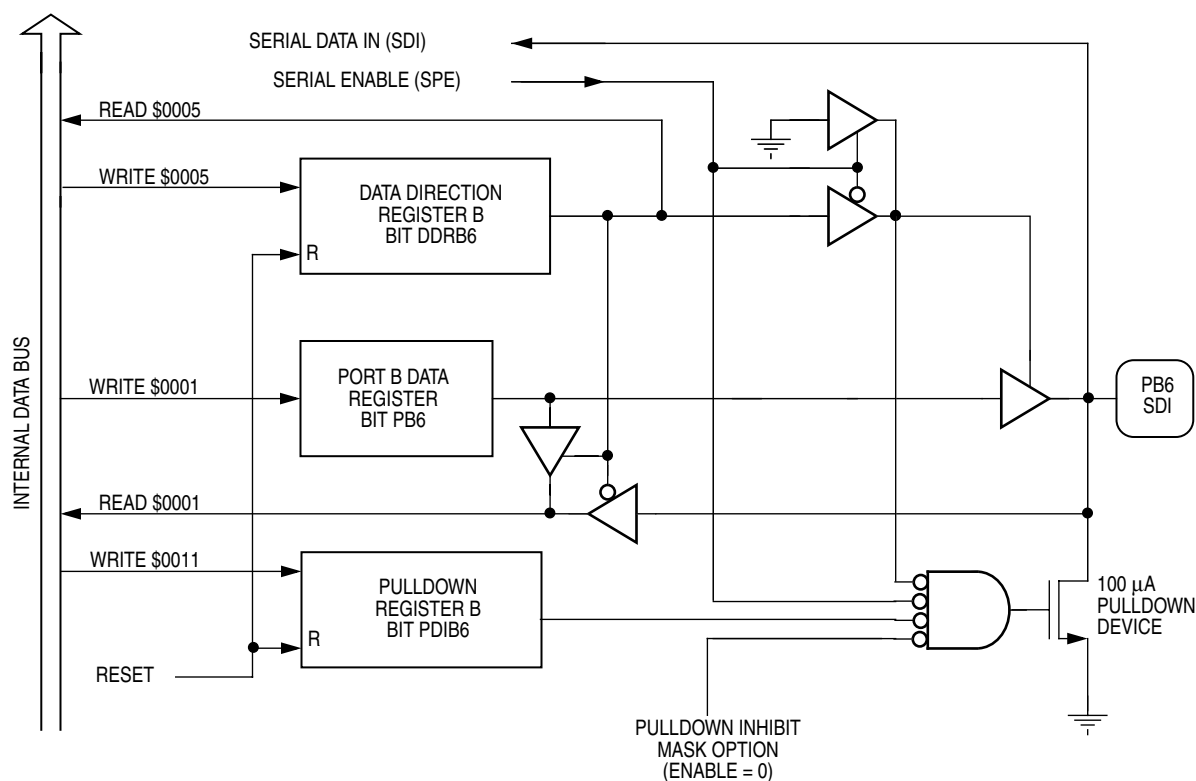 SERIAL DATA IN (SDI)
SERIAL ENABLE (SPE)
READ $0005
WRITE $0005
DATA DIRECTION
REGISTER B
BIT DDRB6
R
INTERNAL DATA BUS
WRITE $0001
PORT B DATA
REGISTER
BIT PB6
PB6
SDI
READ $0001
WRITE $0011
PULLDOWN
REGISTER B
BIT PDIB6
R
100 µA
PULLDOWN
DEVICE
RESET
PULLDOWN INHIBIT
MASK OPTION
(ENABLE = 0)